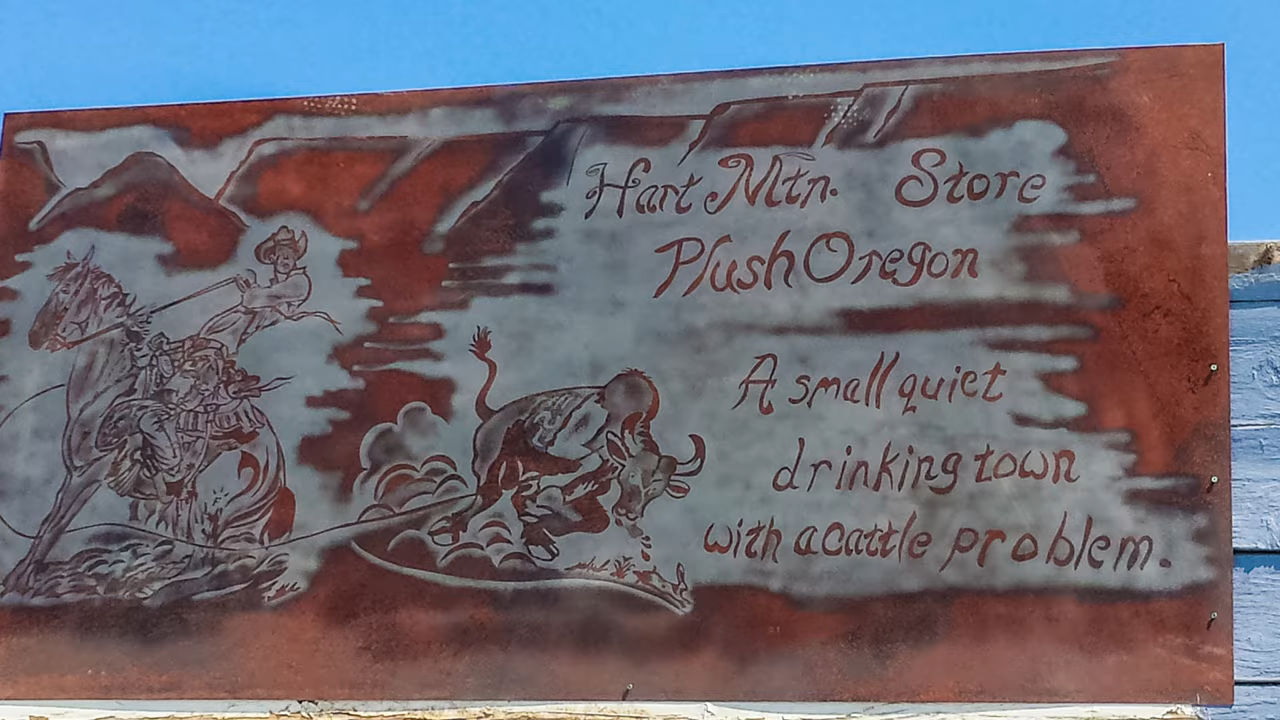 Hart Mtn. Store
Plush Oregon
A small quiet
drinking town
with a cattle problem.